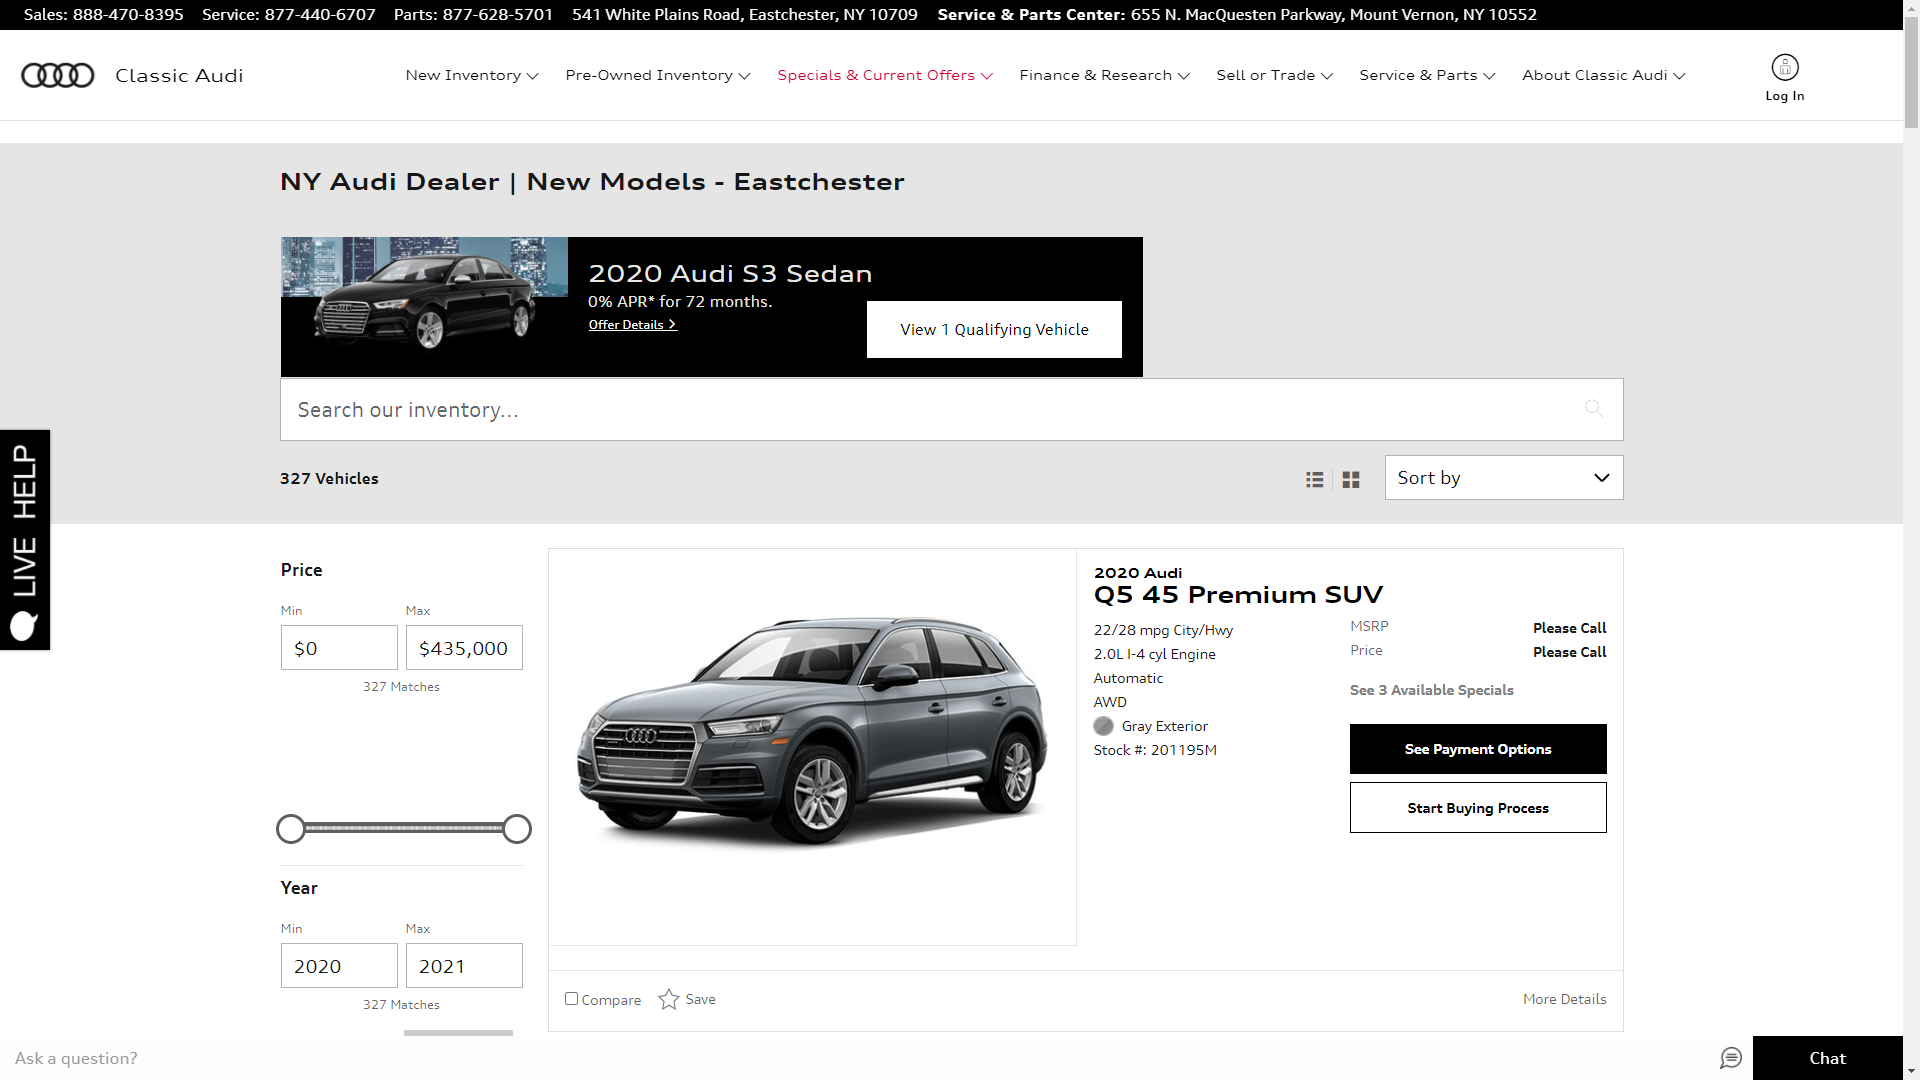 Sales: 888-470-8395 Service: 877-440-6707 Parts: 877-628-5701 541 White Plains Road, Eastchester, NY 10709 Service & Parts Center: 655 N. MacQuesten Parkway, Mount Vernon, NY 10552
Classic Audi
New Inventory Pre-Owned Inventory Specials & Current Offers Finance & Research Sell or Trade Service & Parts About Classic Audi
Log In
NY Audi Dealer | New Models - Eastchester
2020 Audi S3 Sedan
0% APR* for 72 months.
Offer Details
View 1 Qualifying Vehicle
Search our inventory...
327 Vehicles
Sort by
LIVE HELP
Price
Min Max
$0 $435,000
327 Matches
Year
Min Max
2020 2021
327 Matches
2020 Audi
Q5 45 Premium SUV
22/28 mpg City/Hwy
2.0L I-4 cyl Engine
Automatic
AWD
Gray Exterior
Stock #: 201195M
MSRP Please Call
Price Please Call
See 3 Available Specials
See Payment Options
Start Buying Process
Compare Save More Details
Ask a question?
Chat